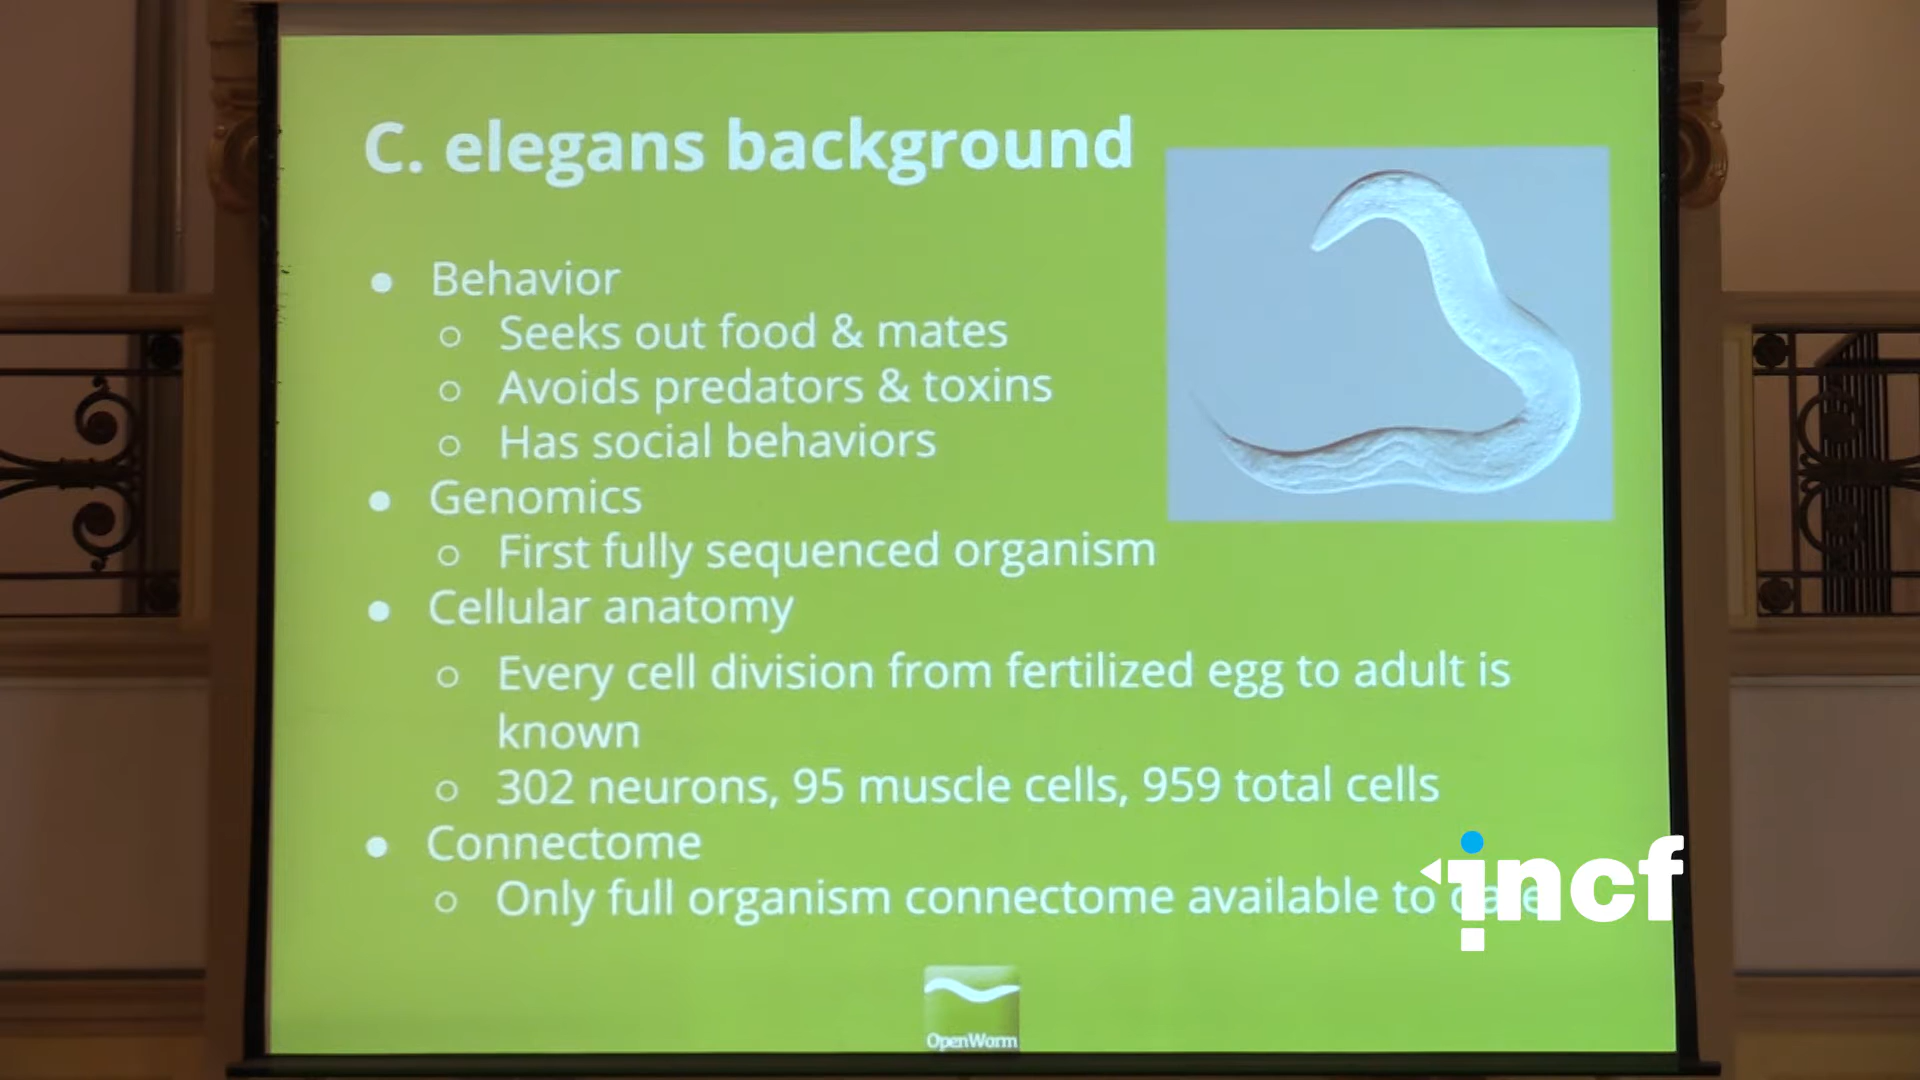 C. elegans background
● Behavior
○ Seeks out food & mates
○ Avoids predators & toxins
○ Has social behaviors
● Genomics
○ First fully sequenced organism
● Cellular anatomy
○ Every cell division from fertilized egg to adult is
known
○ 302 neurons, 95 muscle cells, 959 total cells
● Connectome
○ Only full organism connectome available to date
incf
OpenWorm